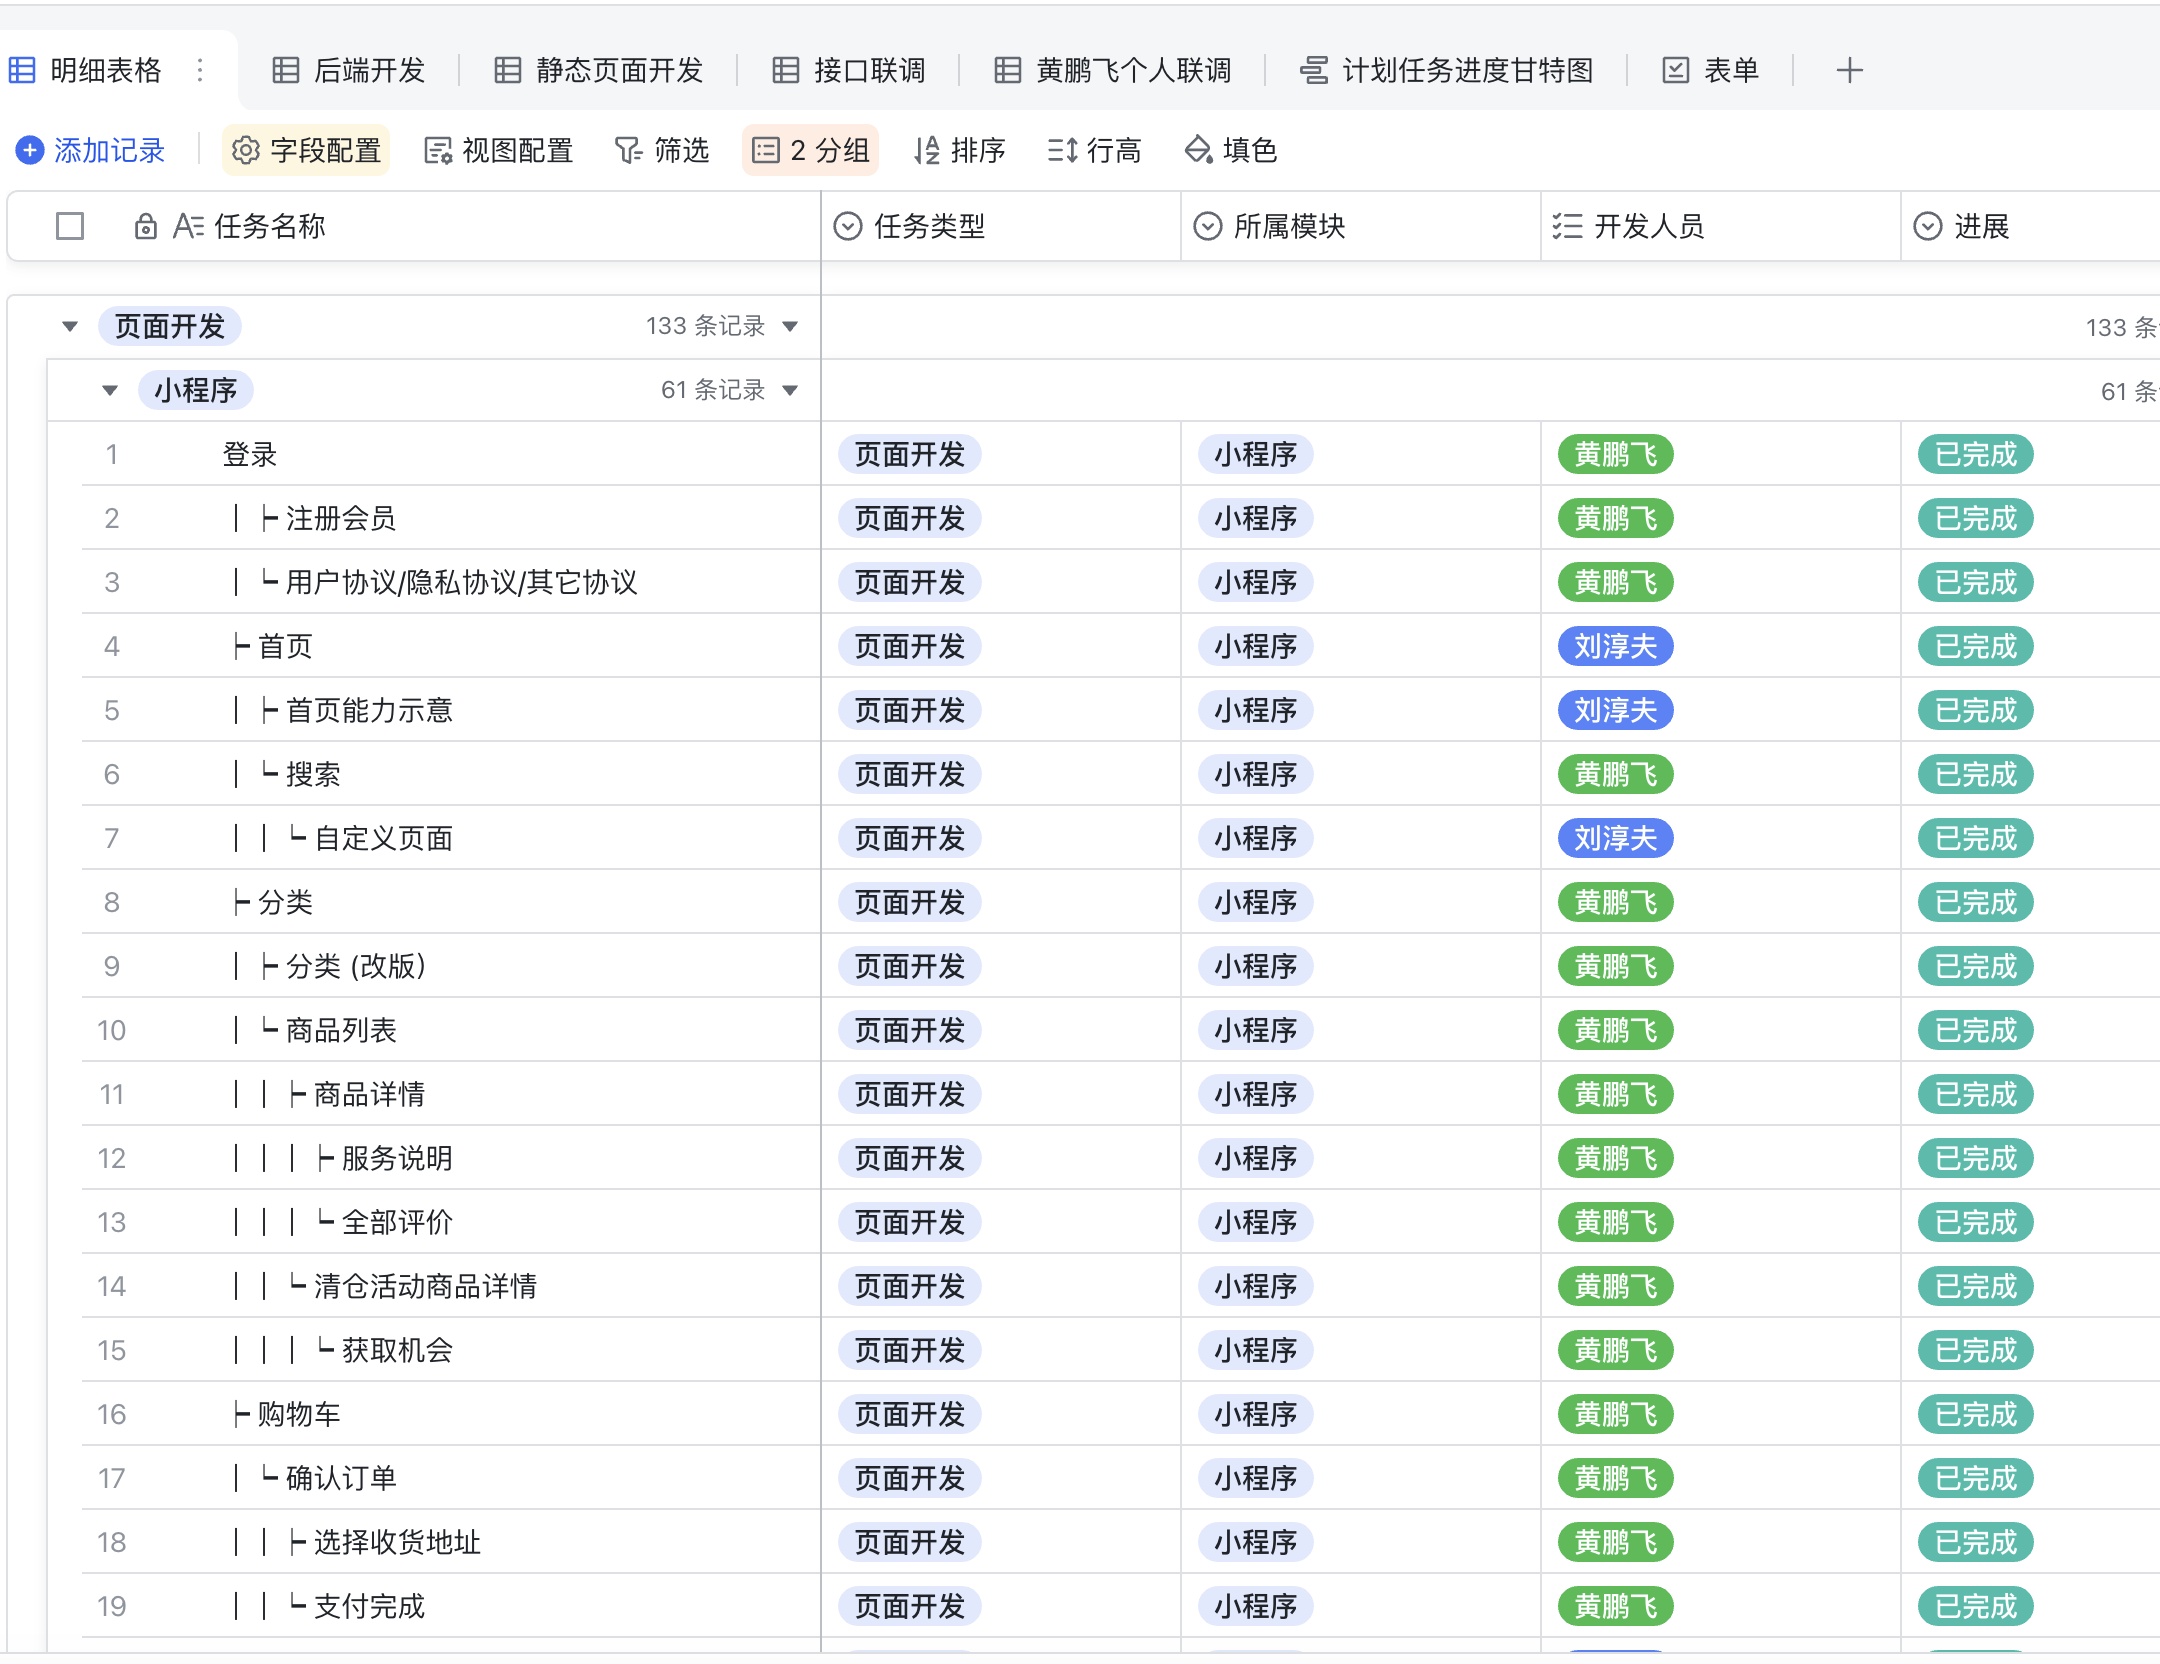 明细表格 后端开发 静态页面开发 接口联调 黄鹏飞个人联调 计划任务进度甘特图 表单
添加记录 字段配置 视图配置 筛选 2 分组 排序 行高 填色
任务名称 任务类型 所属模块 开发人员 进展
页面开发 133 条记录 133 条
小程序 61 条记录 61 条
1 登录 页面开发 小程序 黄鹏飞 已完成
2 | ├ 注册会员 页面开发 小程序 黄鹏飞 已完成
3 | └ 用户协议/隐私协议/其它协议 页面开发 小程序 黄鹏飞 已完成
4 ├ 首页 页面开发 小程序 刘淳夫 已完成
5 | ├ 首页能力示意 页面开发 小程序 刘淳夫 已完成
6 | └ 搜索 页面开发 小程序 黄鹏飞 已完成
7 | | └ 自定义页面 页面开发 小程序 刘淳夫 已完成
8 ├ 分类 页面开发 小程序 黄鹏飞 已完成
9 | ├ 分类 (改版） 页面开发 小程序 黄鹏飞 已完成
10 | └ 商品列表 页面开发 小程序 黄鹏飞 已完成
11 | | ├ 商品详情 页面开发 小程序 黄鹏飞 已完成
12 | | | ├ 服务说明 页面开发 小程序 黄鹏飞 已完成
13 | | | └ 全部评价 页面开发 小程序 黄鹏飞 已完成
14 | | └ 清仓活动商品详情 页面开发 小程序 黄鹏飞 已完成
15 | | | └ 获取机会 页面开发 小程序 黄鹏飞 已完成
16 ├ 购物车 页面开发 小程序 黄鹏飞 已完成
17 | └ 确认订单 页面开发 小程序 黄鹏飞 已完成
18 | | ├ 选择收货地址 页面开发 小程序 黄鹏飞 已完成
19 | | └ 支付完成 页面开发 小程序 黄鹏飞 已完成